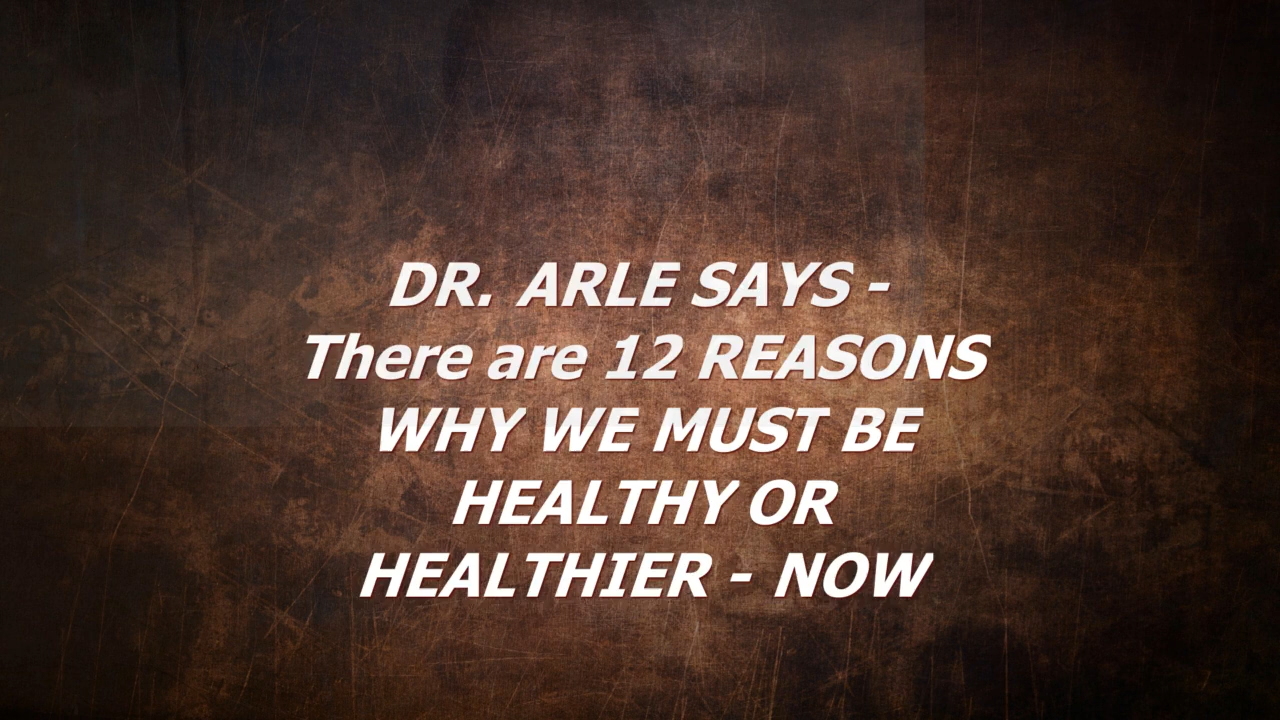 DR. ARLE SAYS -
There are 12 REASONS
WHY WE MUST BE
HEALTHY OR
HEALTHIER - NOW